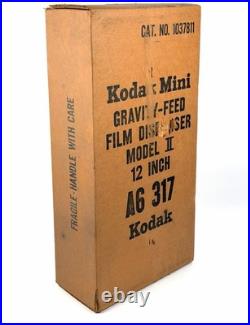 CAT. NO. 1037811
Kodak Mini
GRAVITY-FEED
FILM DISPENSER
MODEL II
12 INCH
A6 317
Kodak
FRAGILE-HANDLE WITH CARE